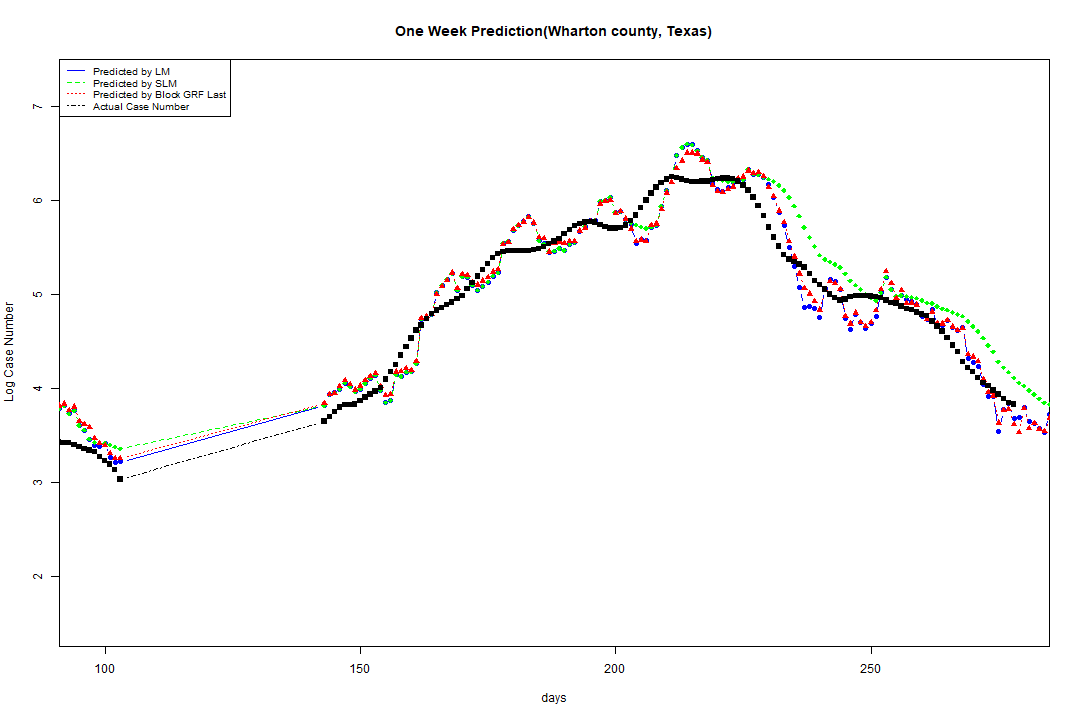 One Week Prediction(Wharton county, Texas)
Predicted by LM
Predicted by SLM
Predicted by Block GRF Last
Actual Case Number
7
6
5
4
3
2
Log Case Number
100 150 200 250
days